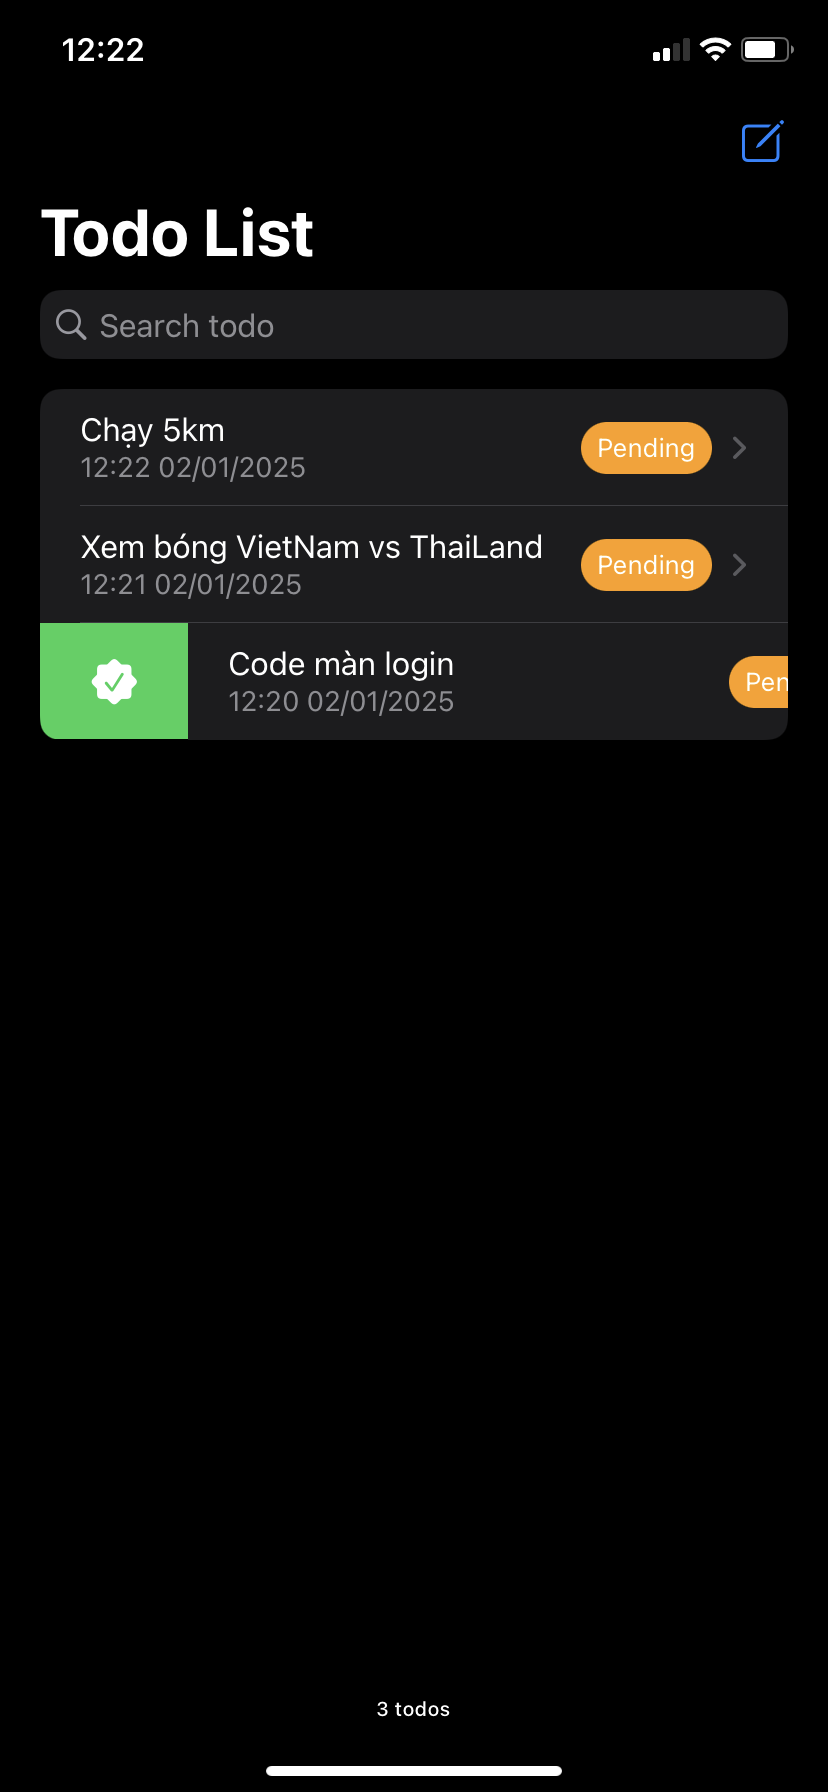 12:22
Todo List
Search todo
Chạy 5km
Pending
12:22 02/01/2025
Xem bóng VietNam vs ThaiLand
Pending
12:21 02/01/2025
Code màn login
Pen
12:20 02/01/2025
3 todos